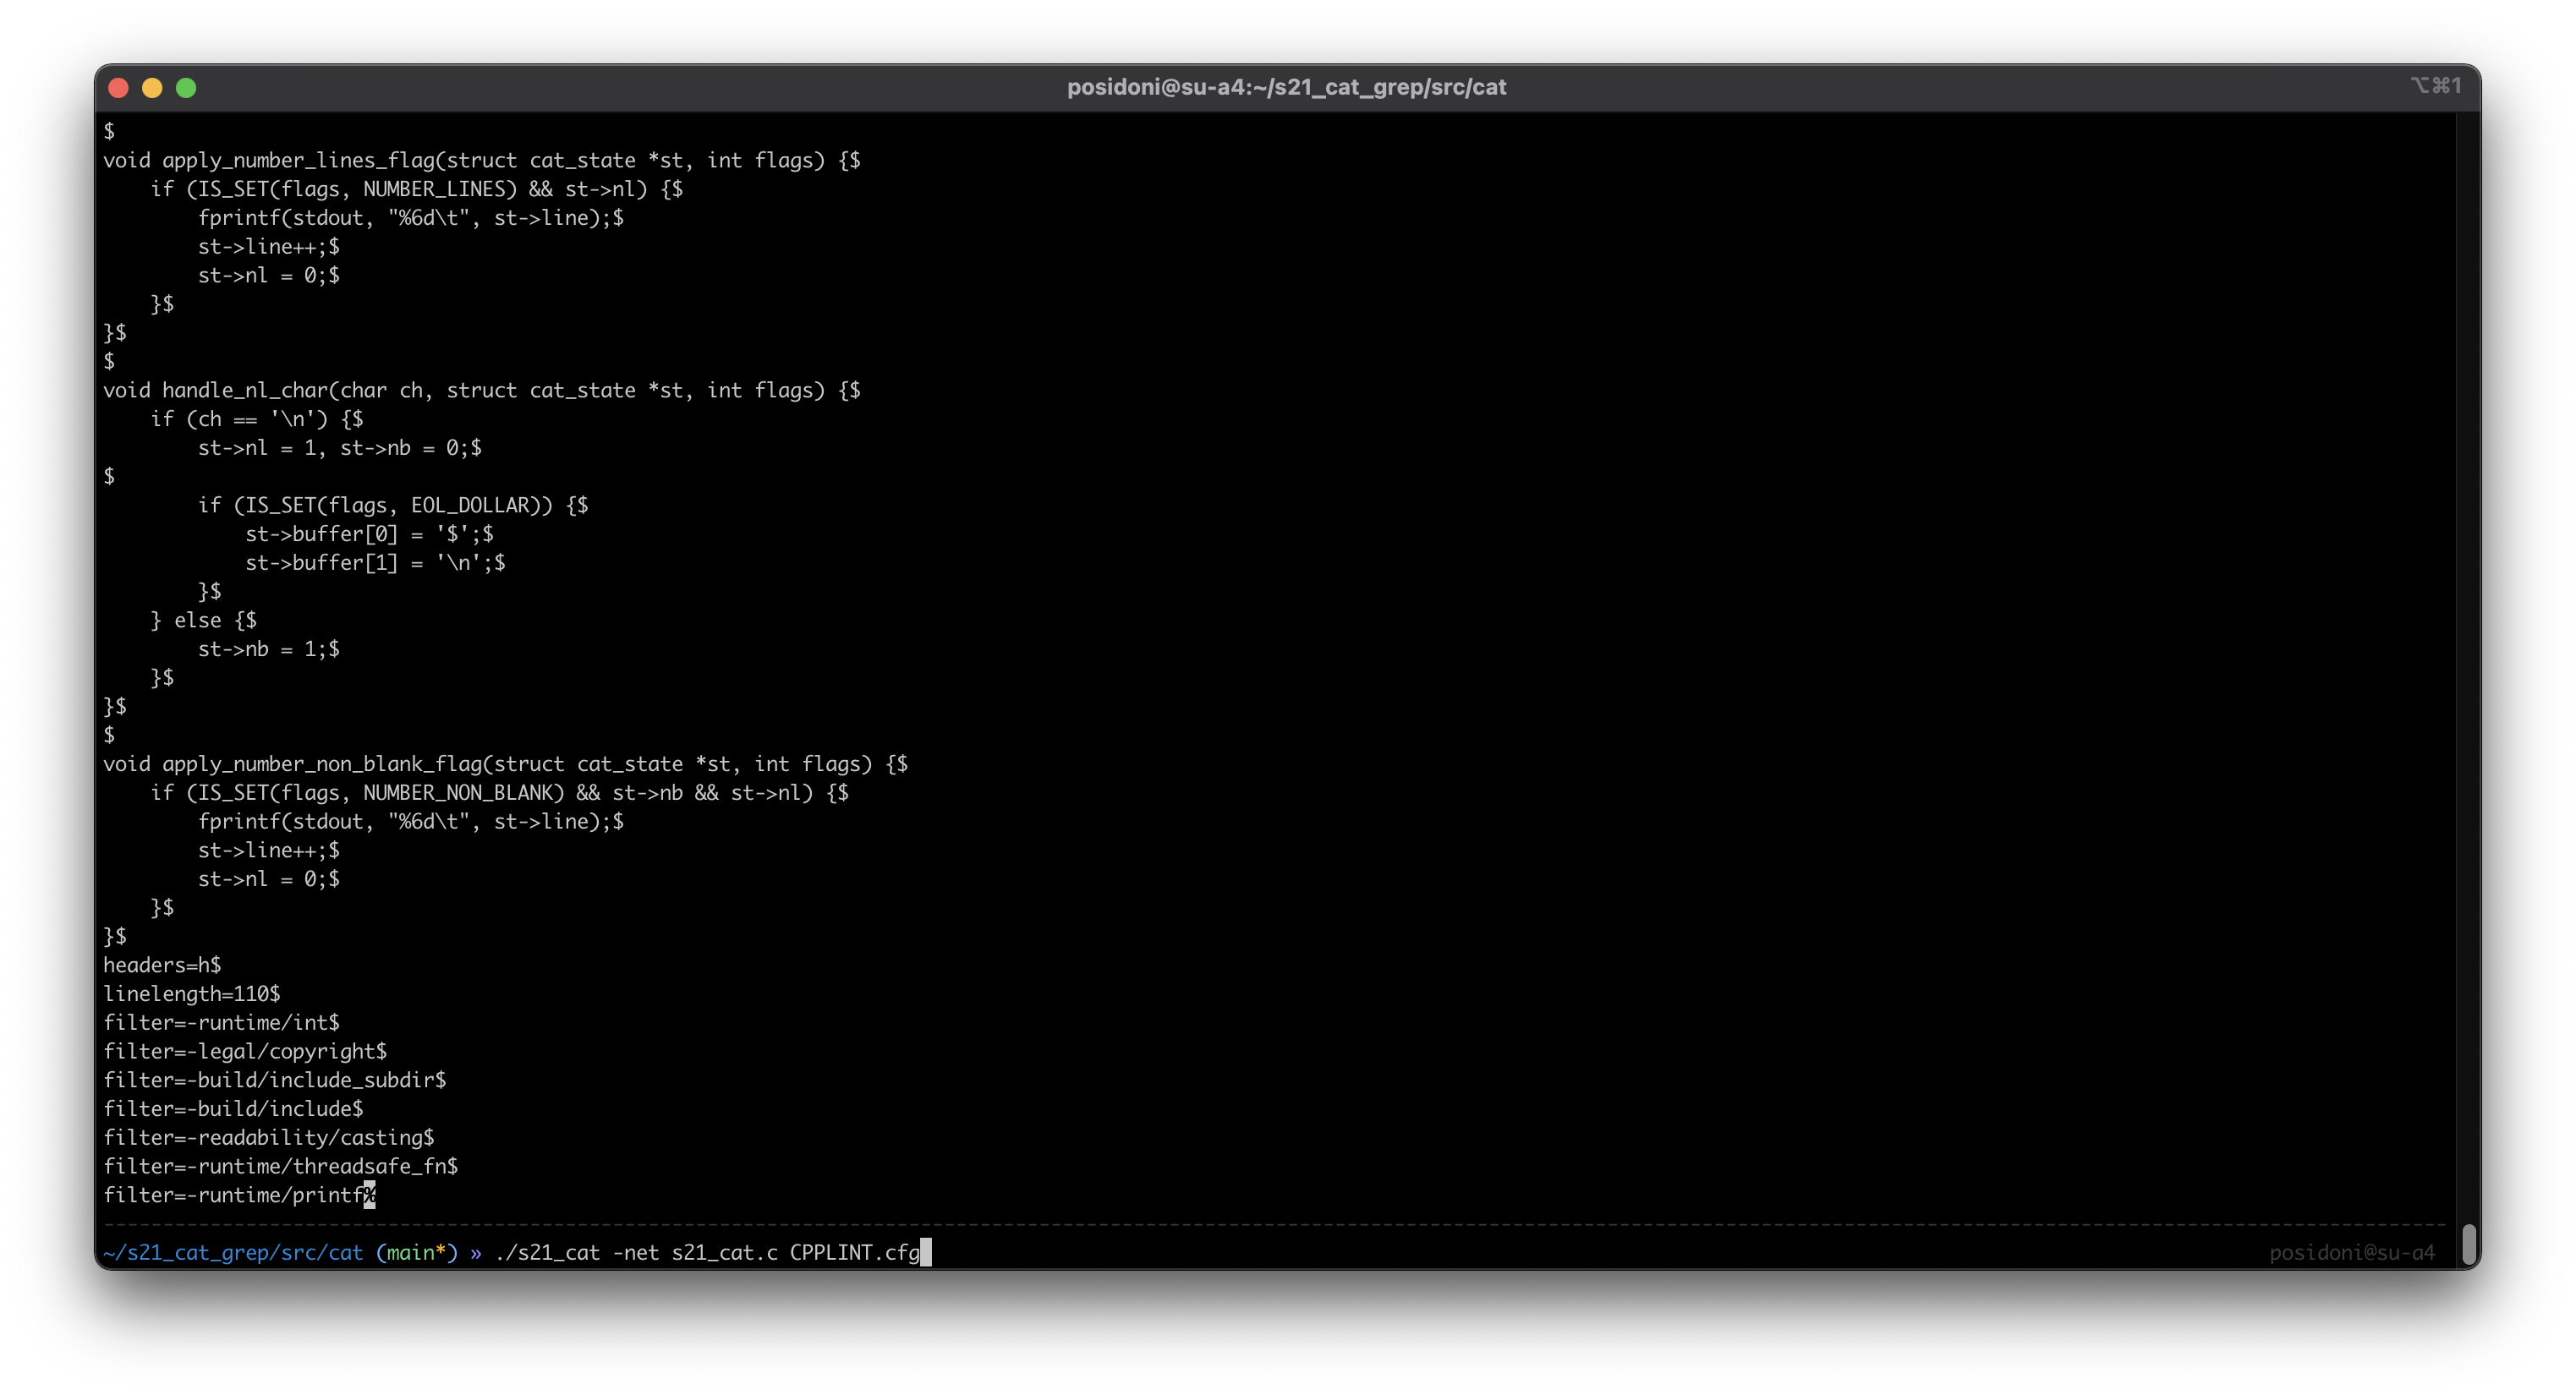 posidoni@su-a4:~/s21_cat_grep/src/cat
⌥⌘1
$
void apply_number_lines_flag(struct cat_state *st, int flags) {$
    if (IS_SET(flags, NUMBER_LINES) && st->nl) {$
        fprintf(stdout, "%6d\t", st->line);$
        st->line++;$
        st->nl = 0;$
    }$
}$
$
void handle_nl_char(char ch, struct cat_state *st, int flags) {$
    if (ch == '\n') {$
        st->nl = 1, st->nb = 0;$
$
        if (IS_SET(flags, EOL_DOLLAR)) {$
            st->buffer[0] = '$';$
            st->buffer[1] = '\n';$
        }$
    } else {$
        st->nb = 1;$
    }$
}$
$
void apply_number_non_blank_flag(struct cat_state *st, int flags) {$
    if (IS_SET(flags, NUMBER_NON_BLANK) && st->nb && st->nl) {$
        fprintf(stdout, "%6d\t", st->line);$
        st->line++;$
        st->nl = 0;$
    }$
}$
headers=h$
linelength=110$
filter=-runtime/int$
filter=-legal/copyright$
filter=-build/include_subdir$
filter=-build/include$
filter=-readability/casting$
filter=-runtime/threadsafe_fn$
filter=-runtime/printf%
~/s21_cat_grep/src/cat (main*) » ./s21_cat -net s21_cat.c CPPLINT.cfg posidoni@su-a4